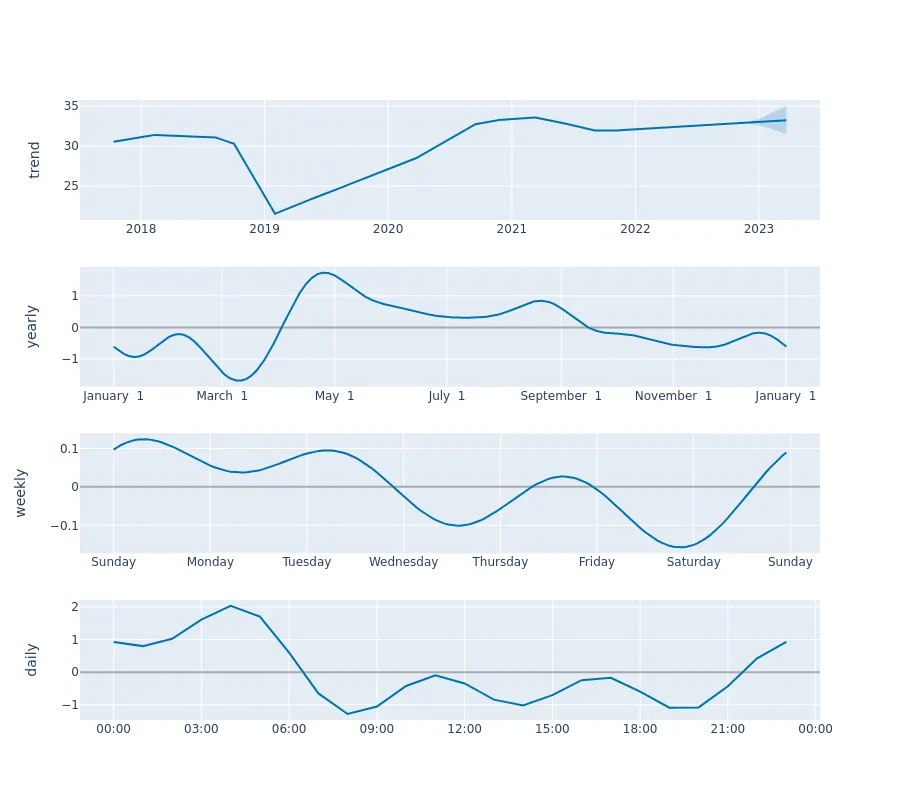 trend
35
30
25
2018 2019 2020 2021 2022 2023
yearly
1
0
−1
January 1 March 1 May 1 July 1 September 1 November 1 January 1
weekly
0.1
0
−0.1
Sunday Monday Tuesday Wednesday Thursday Friday Saturday Sunday
daily
2
1
0
−1
00:00 03:00 06:00 09:00 12:00 15:00 18:00 21:00 00:00